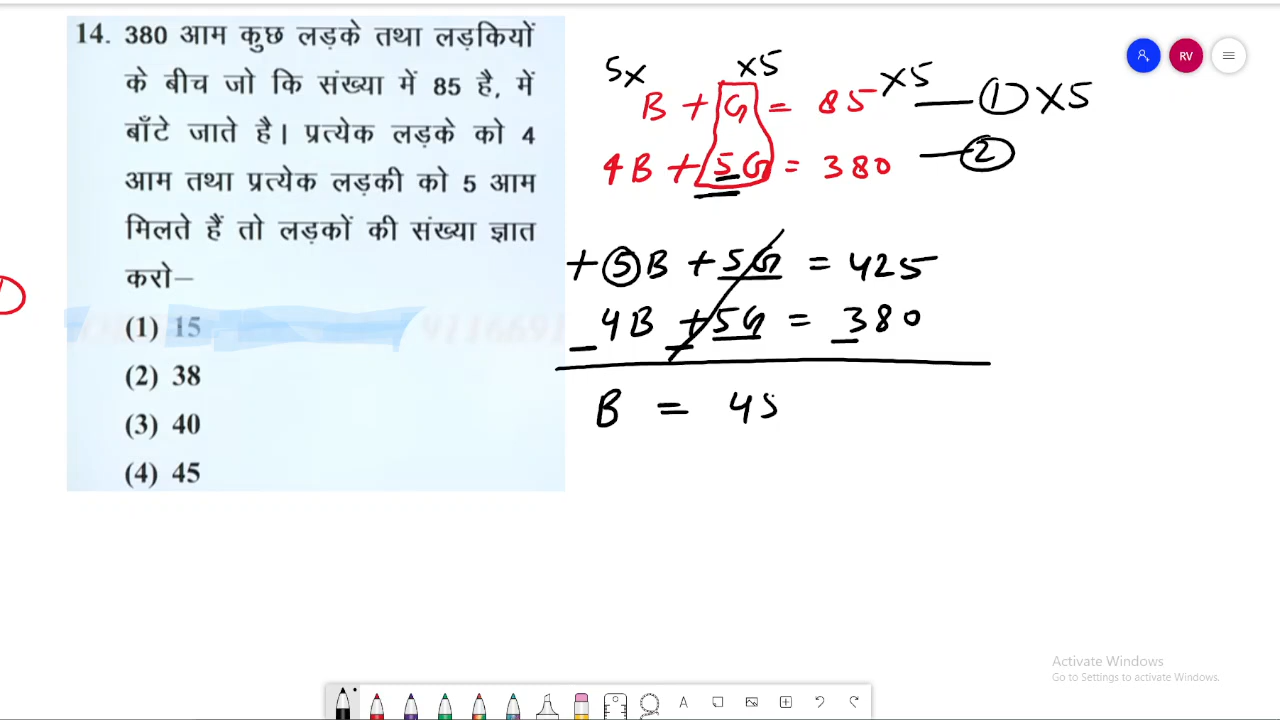 14. 380 आम कुछ लड़के तथा लड़कियों
के बीच जो कि संख्या में 85 है, में
बाँटे जाते है। प्रत्येक लड़के को 4
आम तथा प्रत्येक लड़की को 5 आम
मिलते हैं तो लड़कों की संख्या ज्ञात
करो–
(1) 15
(2) 38
(3) 40
(4) 45
5x x5 x5
B + G = 85 — 1 x5
4B + 5G = 380 — 2
+5B + 5G = 425
4B + 5G = 380
B = 45
RV
Activate Windows
Go to Settings to activate Windows.
A